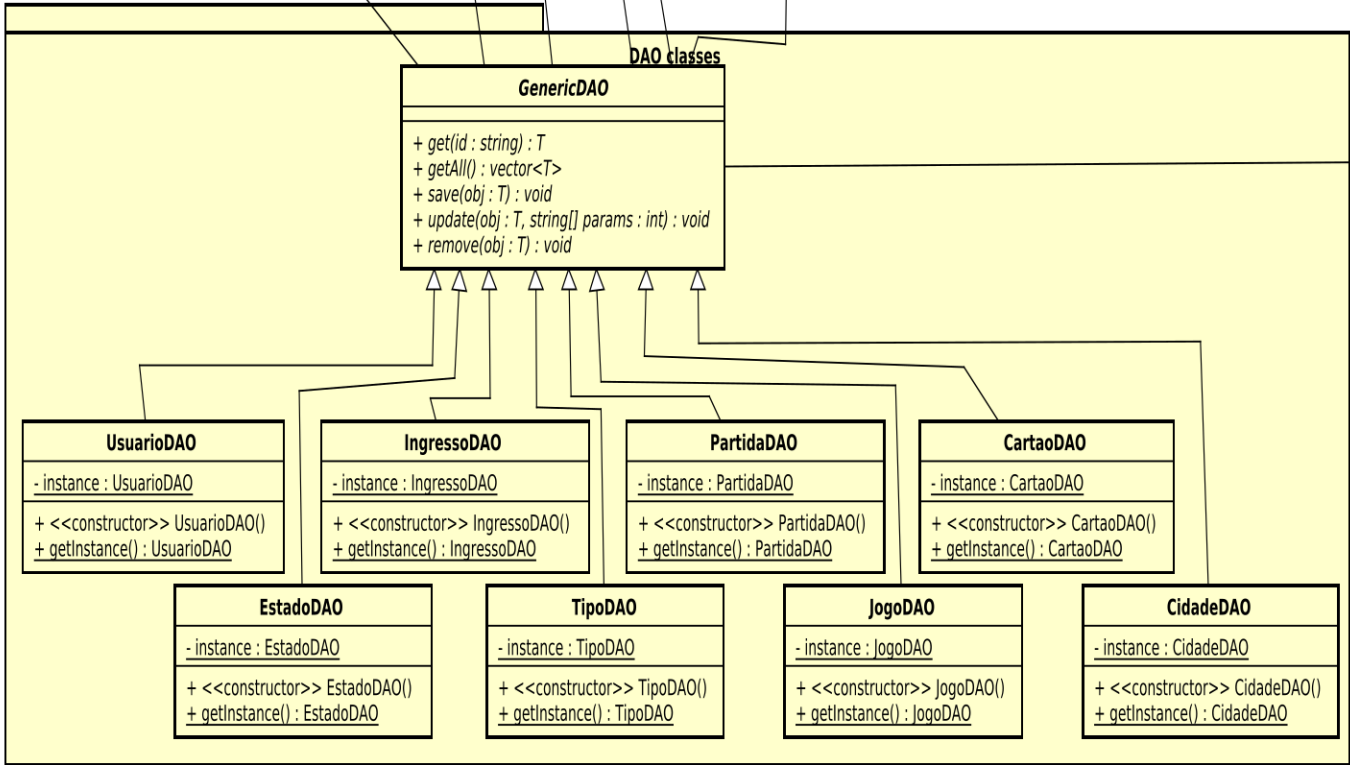 DAO classes
GenericDAO
+ get(id : string) : T
+ getAll() : vector<T>
+ save(obj : T) : void
+ update(obj : T, string[] params : int) : void
+ remove(obj : T) : void
UsuarioDAO
- instance : UsuarioDAO
+ <<constructor>> UsuarioDAO()
+ getInstance() : UsuarioDAO
IngressoDAO
- instance : IngressoDAO
+ <<constructor>> IngressoDAO()
+ getInstance() : IngressoDAO
PartidaDAO
- instance : PartidaDAO
+ <<constructor>> PartidaDAO()
+ getInstance() : PartidaDAO
CartaoDAO
- instance : CartaoDAO
+ <<constructor>> CartaoDAO()
+ getInstance() : CartaoDAO
EstadoDAO
- instance : EstadoDAO
+ <<constructor>> EstadoDAO()
+ getInstance() : EstadoDAO
TipoDAO
- instance : TipoDAO
+ <<constructor>> TipoDAO()
+ getInstance() : TipoDAO
JogoDAO
- instance : JogoDAO
+ <<constructor>> JogoDAO()
+ getInstance() : JogoDAO
CidadeDAO
- instance : CidadeDAO
+ <<constructor>> CidadeDAO()
+ getInstance() : CidadeDAO